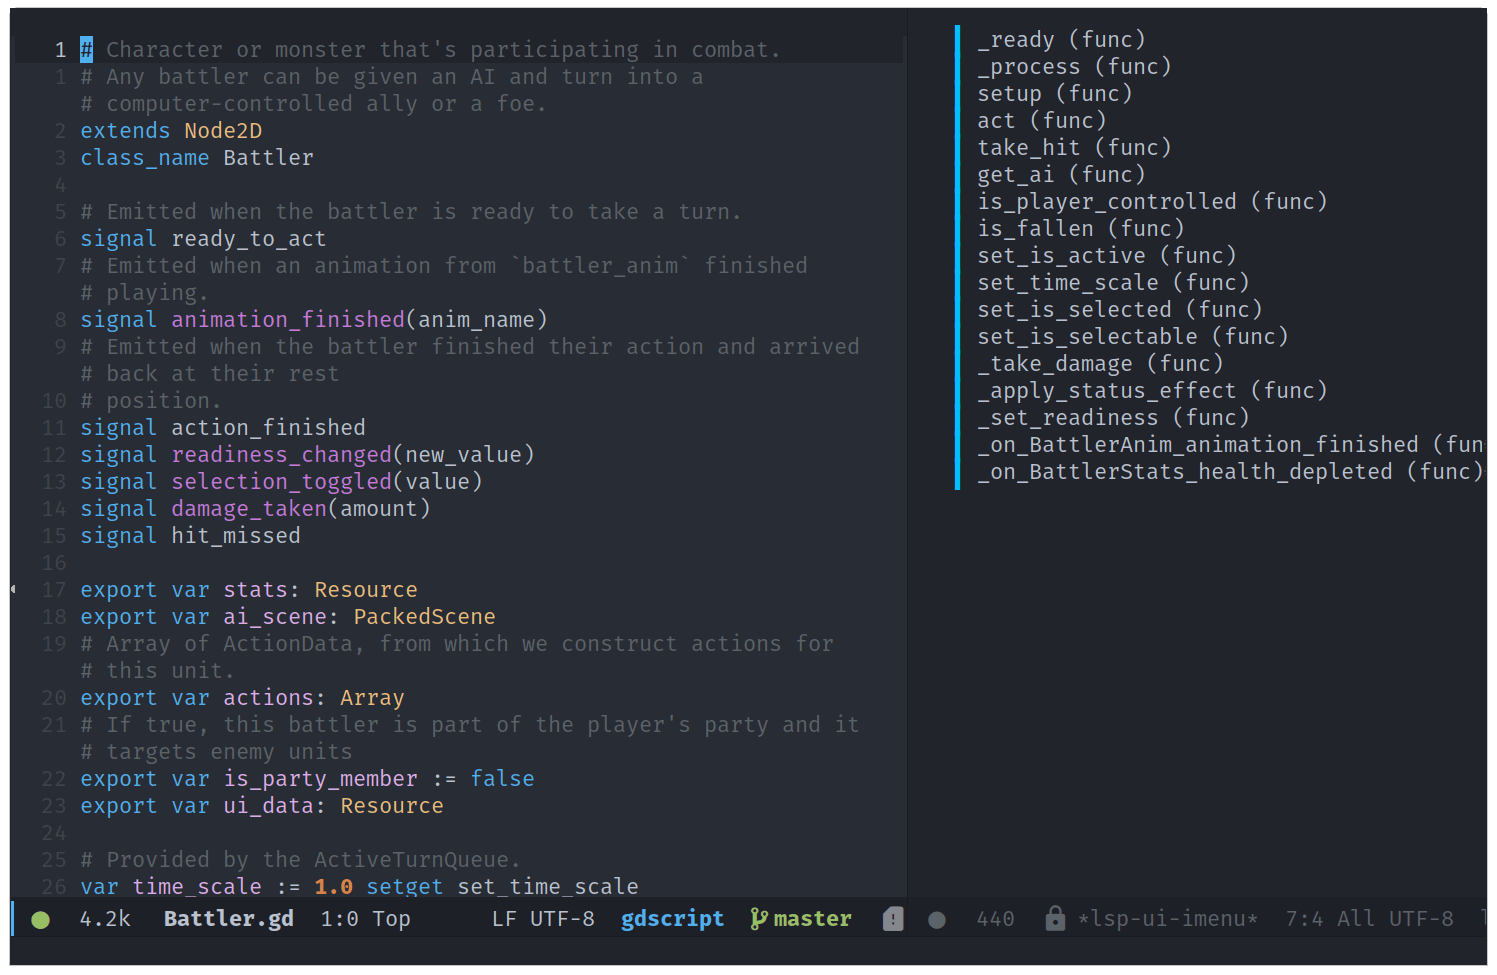 1 # Character or monster that's participating in combat.
1 # Any battler can be given an AI and turn into a
# computer-controlled ally or a foe.
2 extends Node2D
3 class_name Battler
4
5 # Emitted when the battler is ready to take a turn.
6 signal ready_to_act
7 # Emitted when an animation from `battler_anim` finished
# playing.
8 signal animation_finished(anim_name)
9 # Emitted when the battler finished their action and arrived
# back at their rest
10 # position.
11 signal action_finished
12 signal readiness_changed(new_value)
13 signal selection_toggled(value)
14 signal damage_taken(amount)
15 signal hit_missed
16
17 export var stats: Resource
18 export var ai_scene: PackedScene
19 # Array of ActionData, from which we construct actions for
# this unit.
20 export var actions: Array
21 # If true, this battler is part of the player's party and it
# targets enemy units
22 export var is_party_member := false
23 export var ui_data: Resource
24
25 # Provided by the ActiveTurnQueue.
26 var time_scale := 1.0 setget set_time_scale
4.2k Battler.gd 1:0 Top LF UTF-8 gdscript master !
_ready (func)
_process (func)
setup (func)
act (func)
take_hit (func)
get_ai (func)
is_player_controlled (func)
is_fallen (func)
set_is_active (func)
set_time_scale (func)
set_is_selected (func)
set_is_selectable (func)
_take_damage (func)
_apply_status_effect (func)
_set_readiness (func)
_on_BattlerAnim_animation_finished (fun
_on_BattlerStats_health_depleted (func)
440 *lsp-ui-imenu* 7:4 All UTF-8